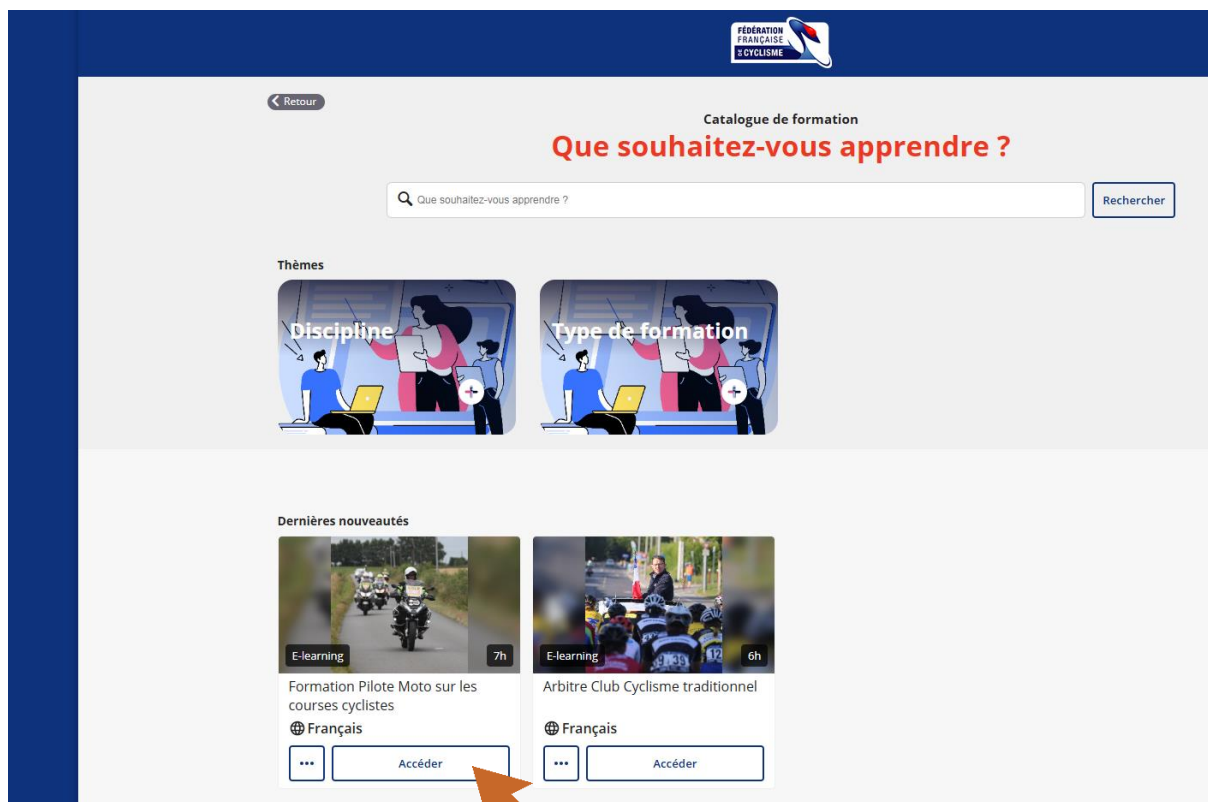 FÉDÉRATION
FRANÇAISE
DE CYCLISME
Retour
Catalogue de formation
Que souhaitez-vous apprendre ?
Que souhaitez-vous apprendre ?
Rechercher
Thèmes
Discipline
Type de formation
Dernières nouveautés
E-learning
7h
E-learning
6h
Formation Pilote Moto sur les
courses cyclistes
Arbitre Club Cyclisme traditionnel
Français
Français
Accéder
Accéder